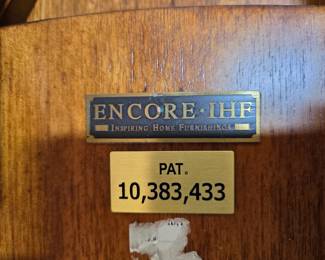 ENCORE · IHF
INSPIRING HOME FURNISHINGS
PAT.
10,383,433